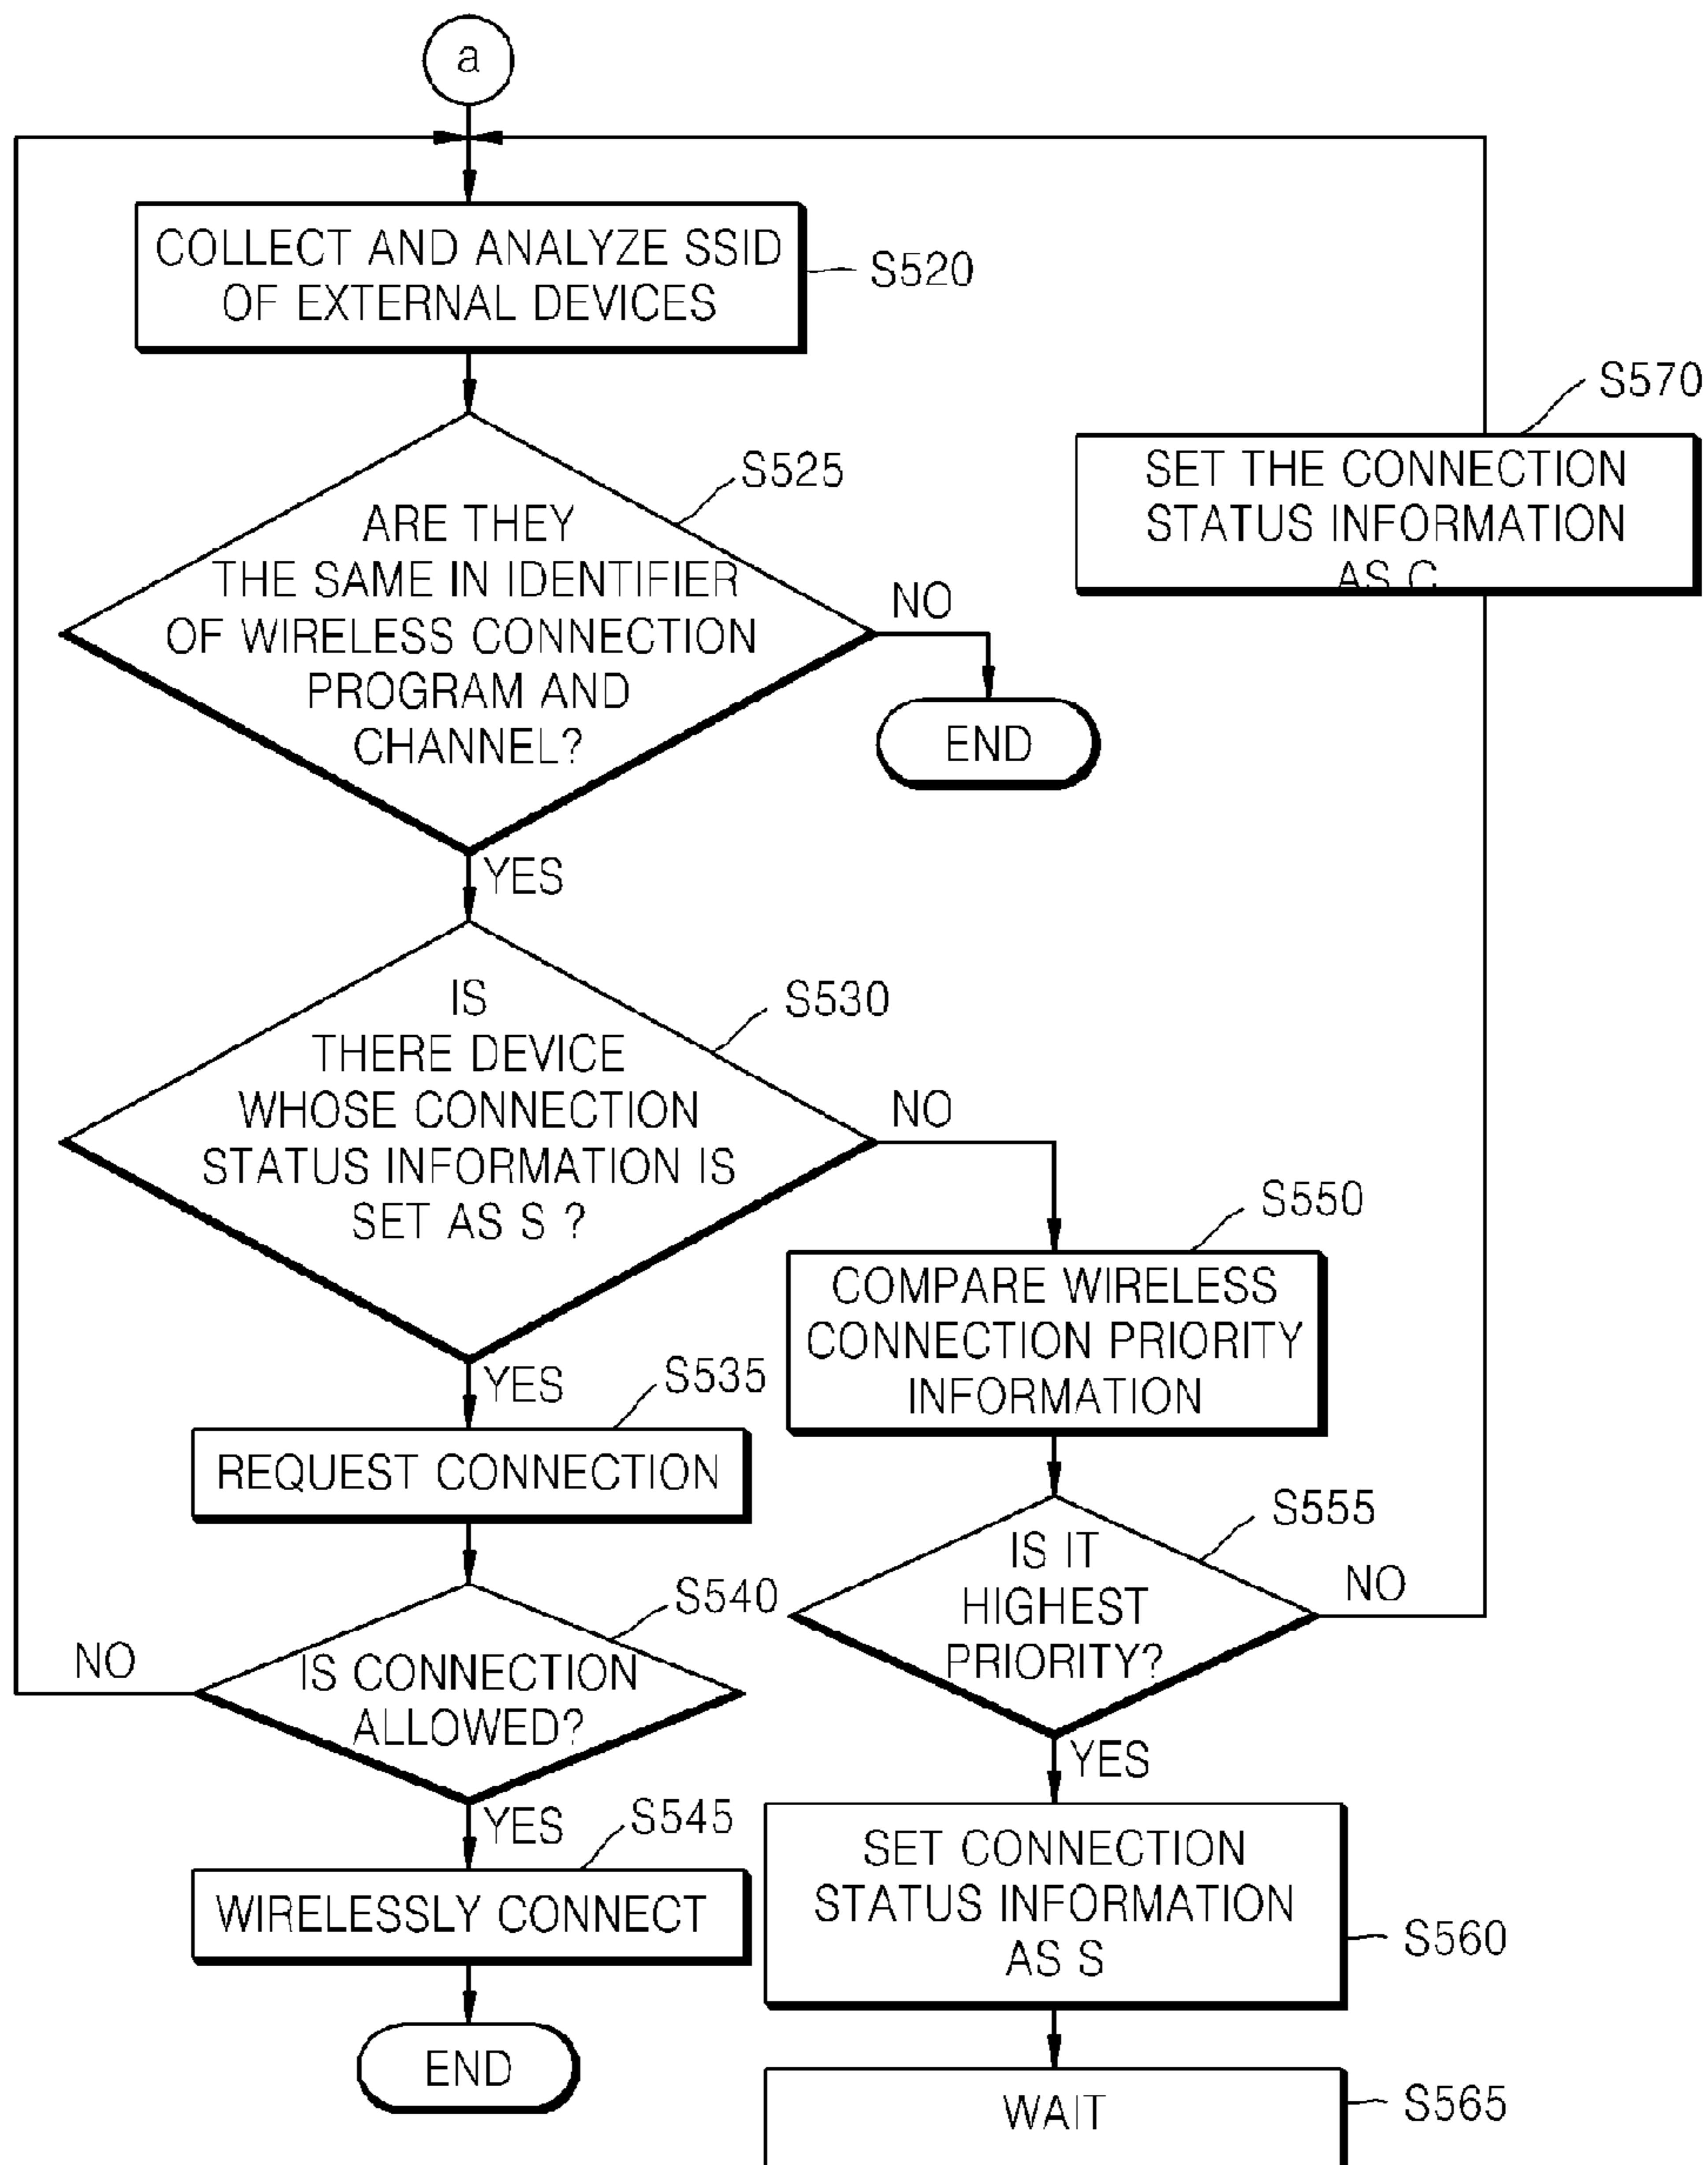 a
COLLECT AND ANALYZE SSID
OF EXTERNAL DEVICES
S520
S570
SET THE CONNECTION
STATUS INFORMATION
AS C
S525
ARE THEY
THE SAME IN IDENTIFIER
OF WIRELESS CONNECTION
PROGRAM AND
CHANNEL?
NO
END
YES
S530
IS
THERE DEVICE
WHOSE CONNECTION
STATUS INFORMATION IS
SET AS S ?
NO
YES
S550
COMPARE WIRELESS
CONNECTION PRIORITY
INFORMATION
S535
REQUEST CONNECTION
S555
IS IT
HIGHEST
PRIORITY?
NO
YES
S540
IS CONNECTION
ALLOWED?
NO
YES
S545
WIRELESSLY CONNECT
END
SET CONNECTION
STATUS INFORMATION
AS S
S560
WAIT
S565